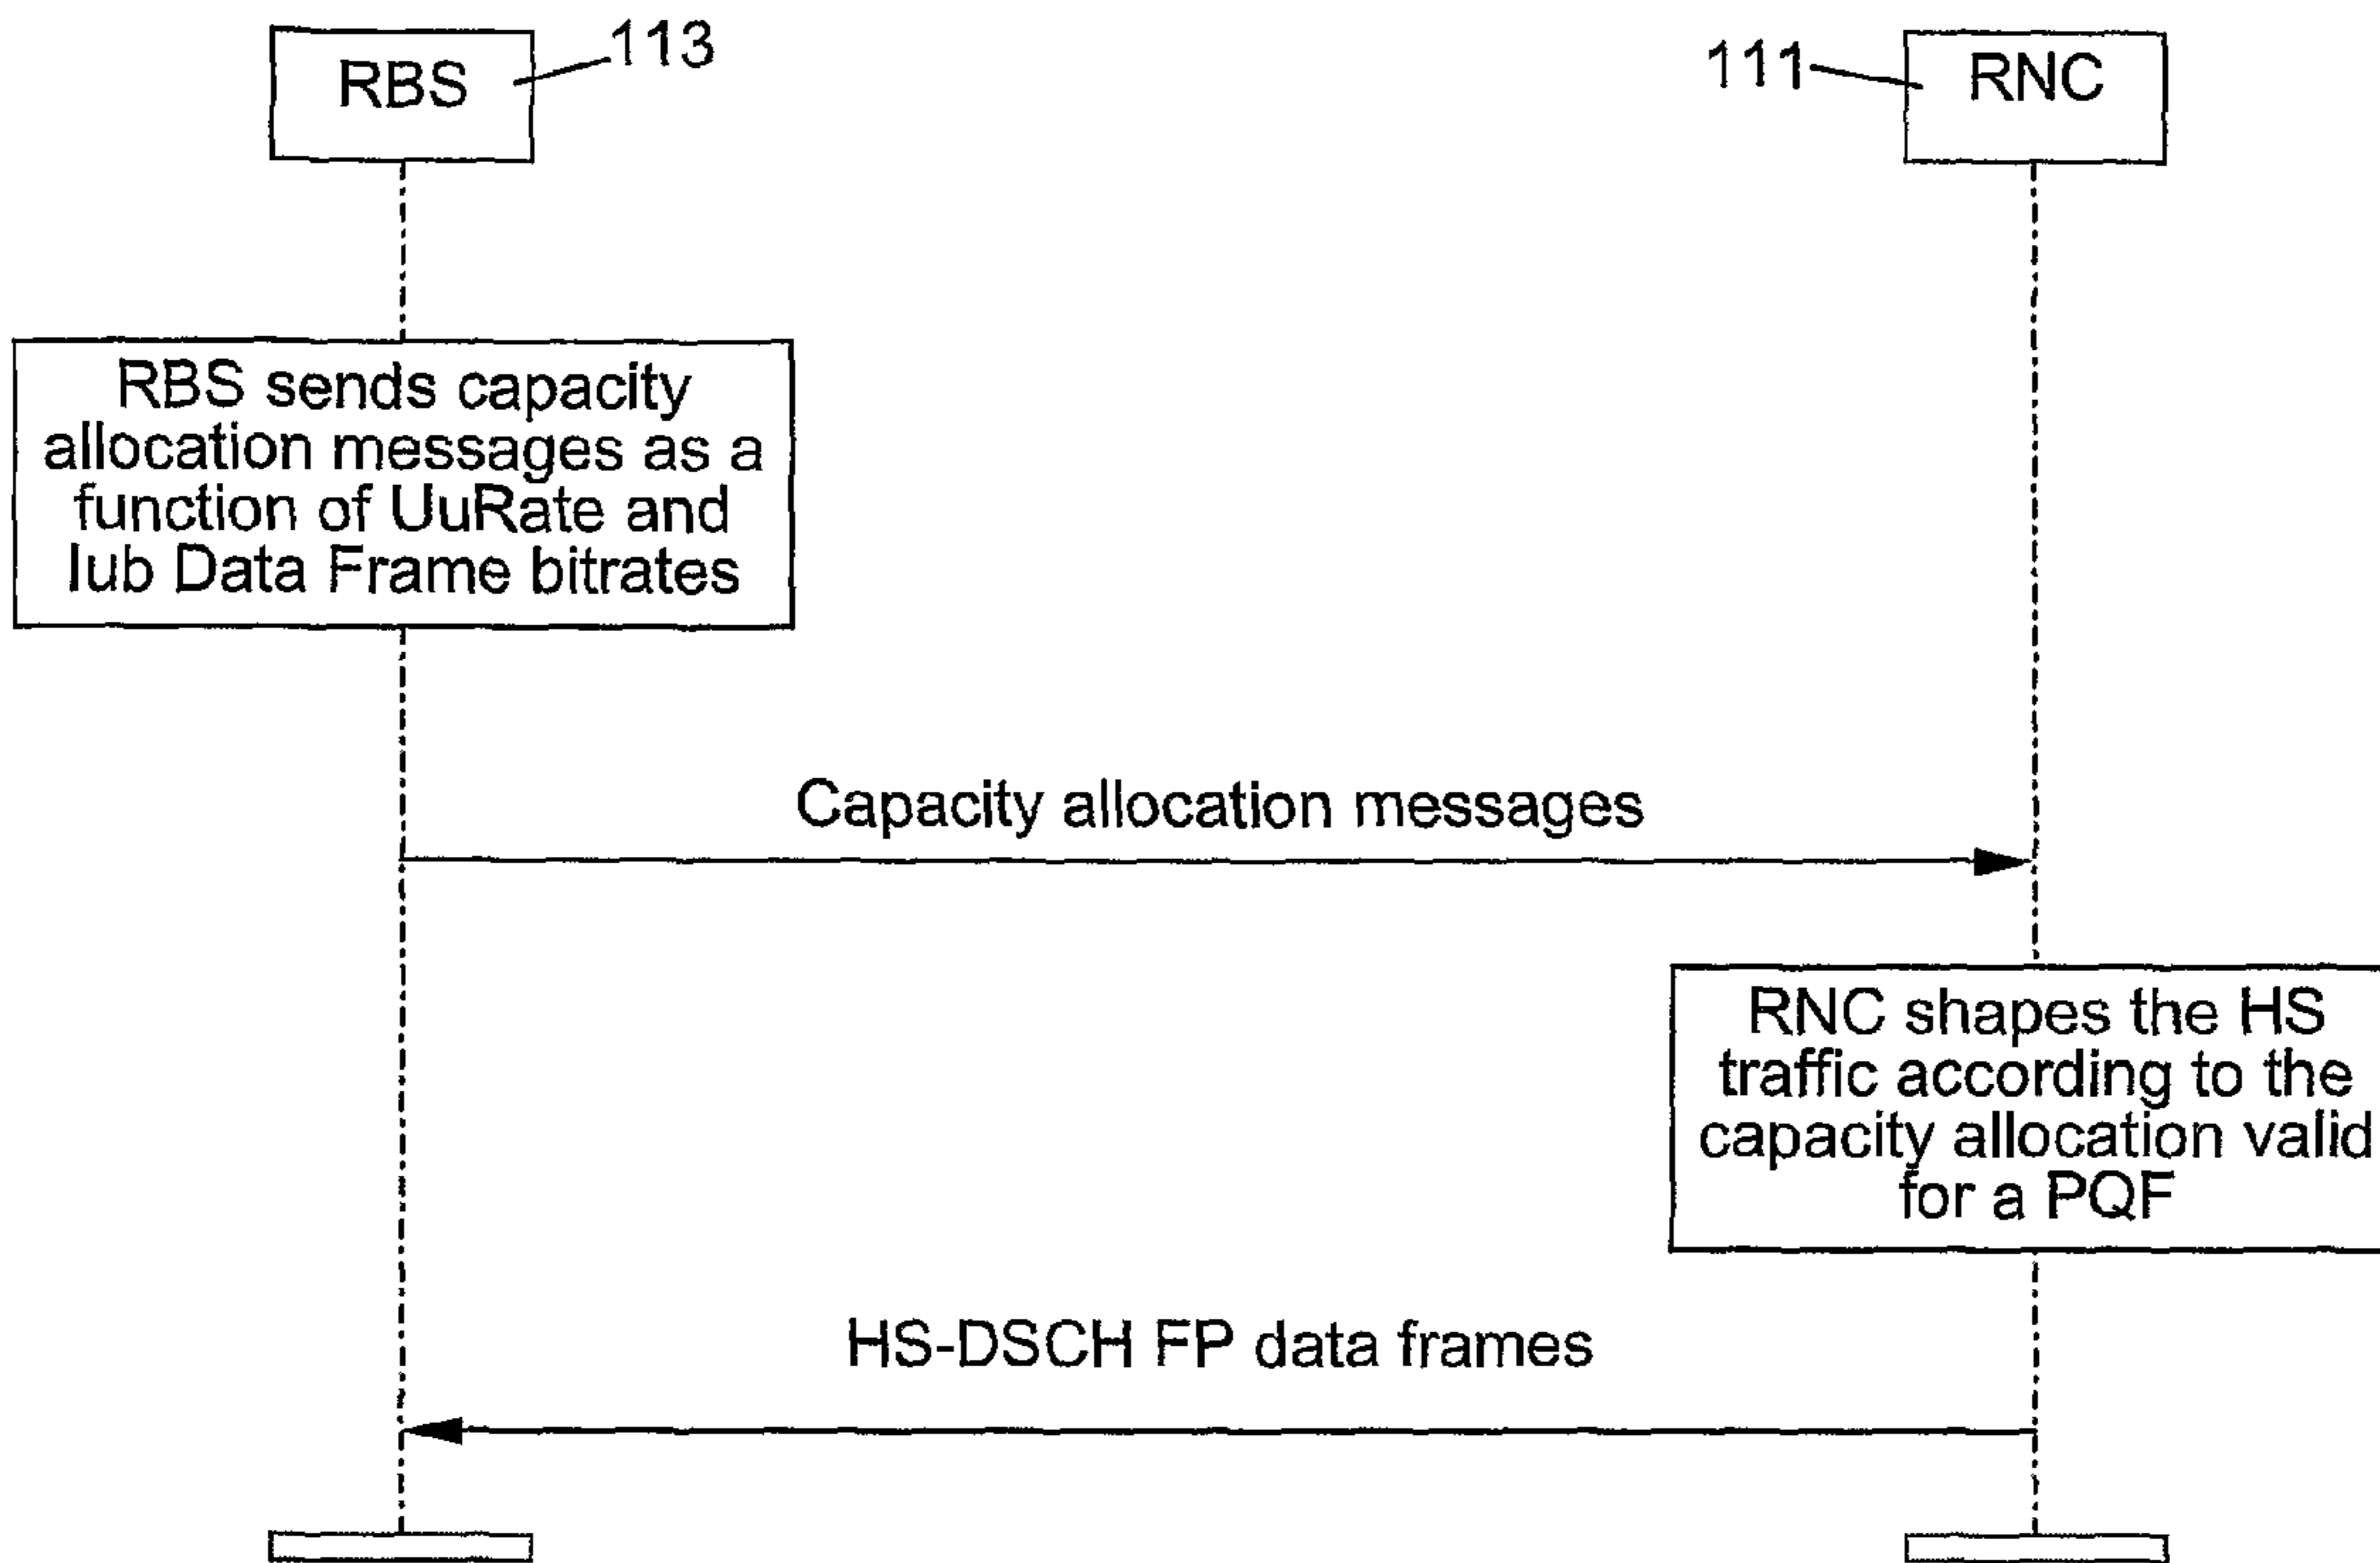 RBS
113
111
RNC
RBS sends capacity
allocation messages as a
function of UuRate and
Iub Data Frame bitrates
Capacity allocation messages
RNC shapes the HS
traffic according to the
capacity allocation valid
for a PQF
HS-DSCH FP data frames